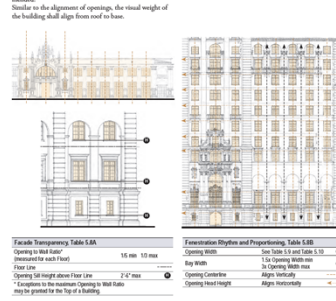 Similar to the alignment of openings, the visual weight of
the building shall align from roof to base.
Facade Transparency, Table 5.8A
Opening to Wall Ratio*
(measured for each Floor)
1/6 min 1/3 max
Floor Line
Opening Sill Height above Floor Line
2'-6" max
* Exceptions to the maximum Opening to Wall Ratio
may be granted for the Top of a Building.
Fenestration Rhythm and Proportioning, Table 5.8B
Opening Width
See Table 5.9 and Table 5.10
Bay Width
1.5x Opening Width min
3x Opening Width max
Opening Centerline
Aligns Vertically
Opening Head Height
Aligns Horizontally